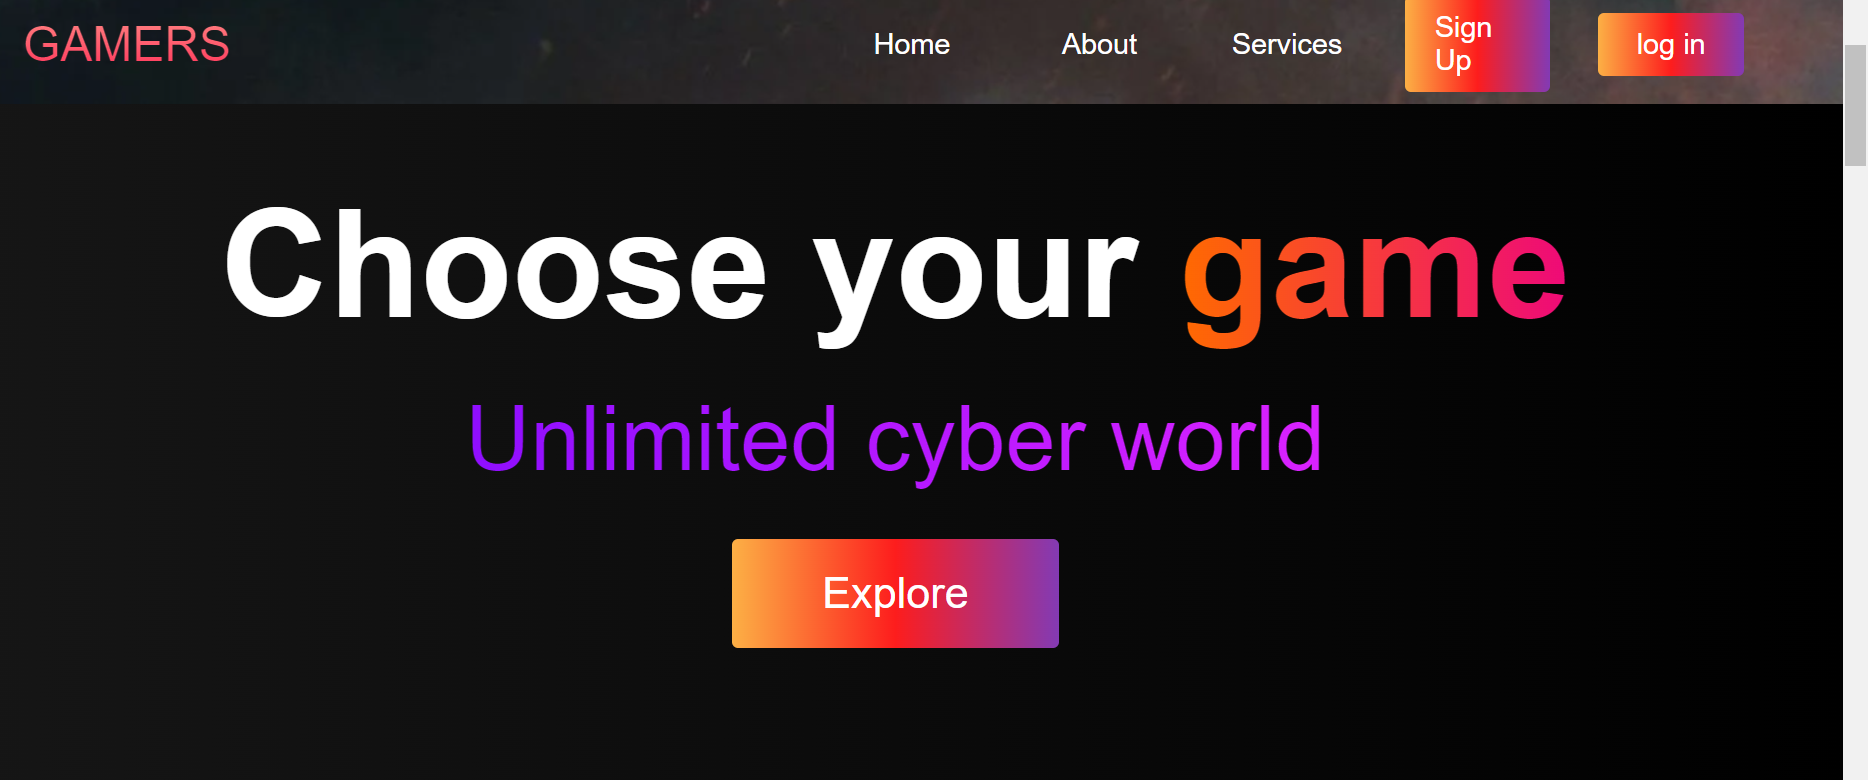 GAMERS
Home
About
Services
Sign
Up
log in
Choose your game
Unlimited cyber world
Explore